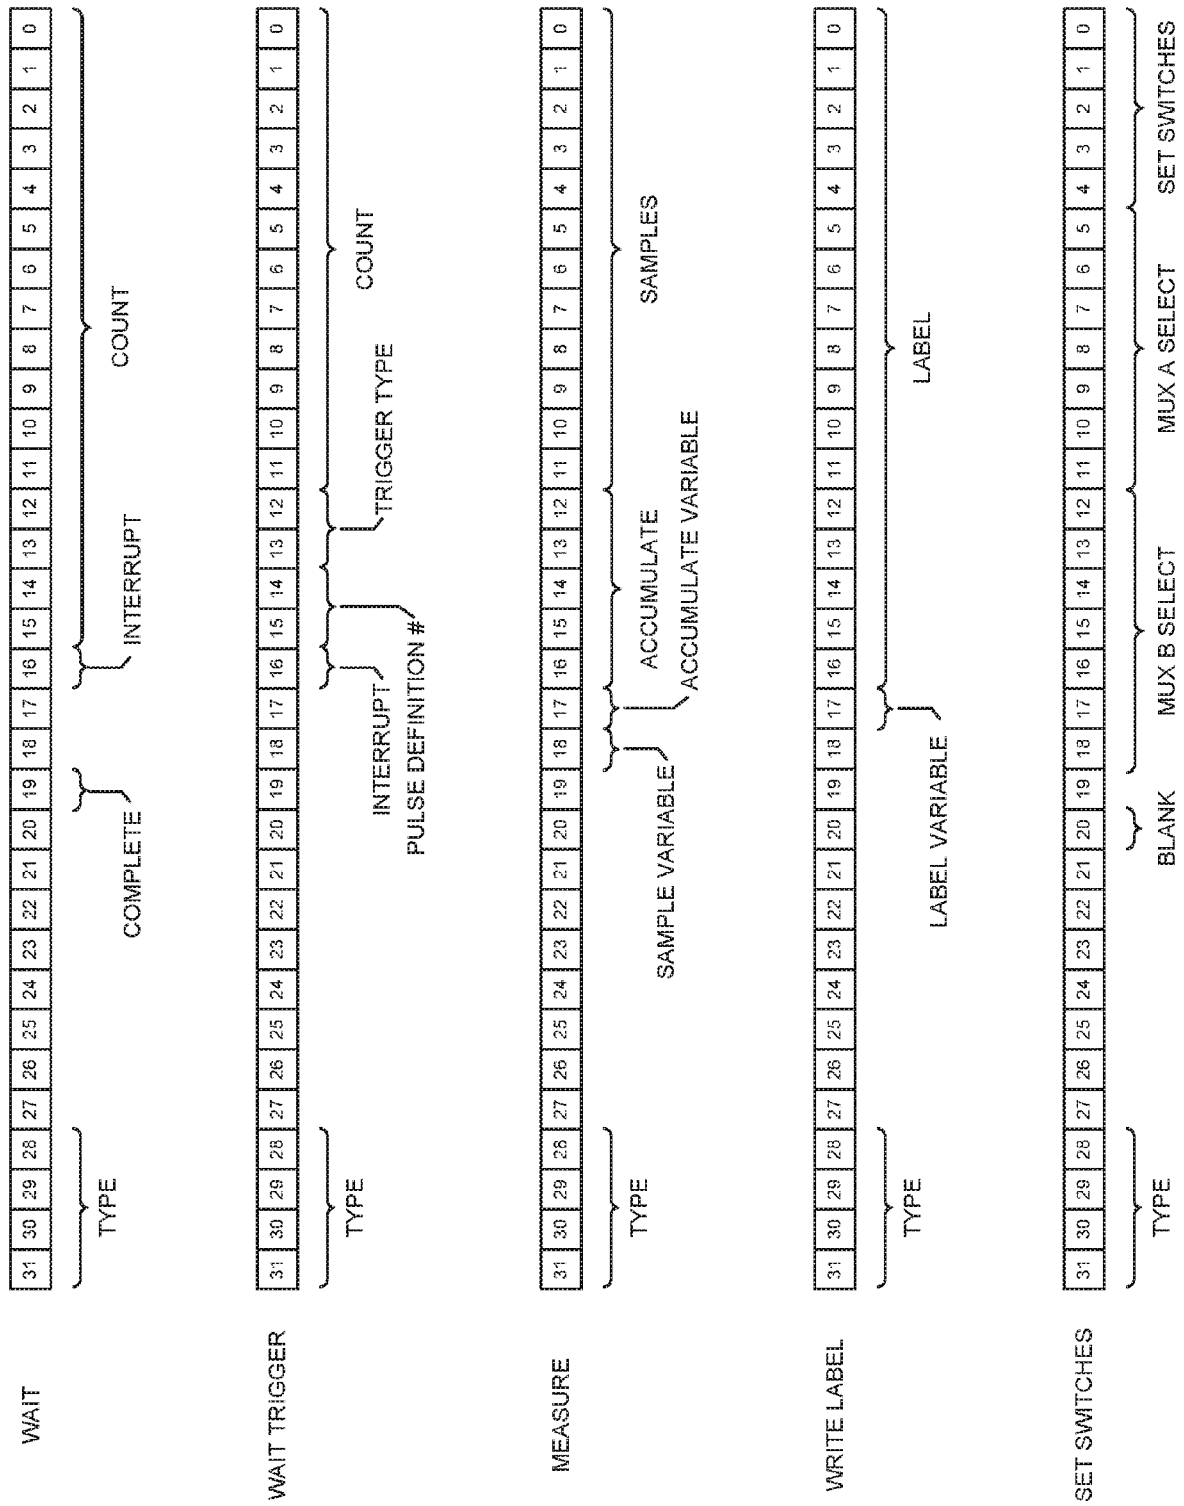 WAIT
31 30 29 28 27 26 25 24 23 22 21 20 19 18 17 16 15 14 13 12 11 10 9 8 7 6 5 4 3 2 1 0
TYPE
COMPLETE
INTERRUPT
COUNT
WAIT TRIGGER
31 30 29 28 27 26 25 24 23 22 21 20 19 18 17 16 15 14 13 12 11 10 9 8 7 6 5 4 3 2 1 0
TYPE
INTERRUPT
PULSE DEFINITION #
TRIGGER TYPE
COUNT
MEASURE
31 30 29 28 27 26 25 24 23 22 21 20 19 18 17 16 15 14 13 12 11 10 9 8 7 6 5 4 3 2 1 0
TYPE
SAMPLE VARIABLE
ACCUMULATE
ACCUMULATE VARIABLE
SAMPLES
WRITE LABEL
31 30 29 28 27 26 25 24 23 22 21 20 19 18 17 16 15 14 13 12 11 10 9 8 7 6 5 4 3 2 1 0
TYPE
LABEL VARIABLE
LABEL
SET SWITCHES
31 30 29 28 27 26 25 24 23 22 21 20 19 18 17 16 15 14 13 12 11 10 9 8 7 6 5 4 3 2 1 0
TYPE
BLANK
MUX B SELECT
MUX A SELECT
SET SWITCHES